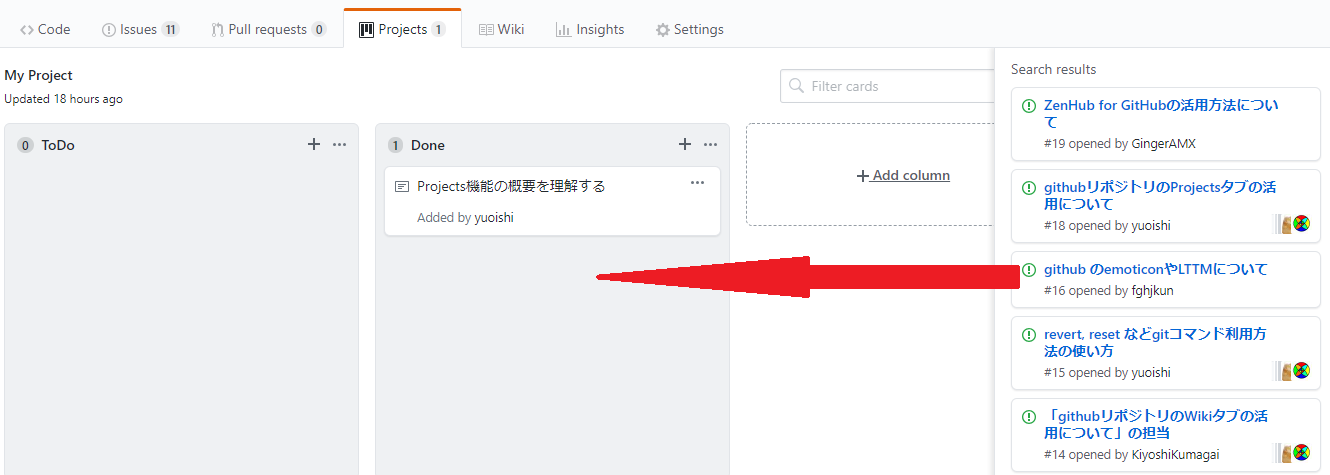 Code
Issues 11
Pull requests 0
Projects 1
Wiki
Insights
Settings
My Project
Updated 18 hours ago
Filter cards
0 ToDo
1 Done
Projects機能の概要を理解する
Added by yuoishi
Add column
Search results
ZenHub for GitHubの活用方法につい
て
#19 opened by GingerAMX
githubリポジトリのProjectsタブの活
用について
#18 opened by yuoishi
github のemoticonやLTTMについて
#16 opened by fghjkun
revert, reset などgitコマンド利用方
法の使い方
#15 opened by yuoishi
「githubリポジトリのWikiタブの活
用について」の担当
#14 opened by KiyoshiKumagai